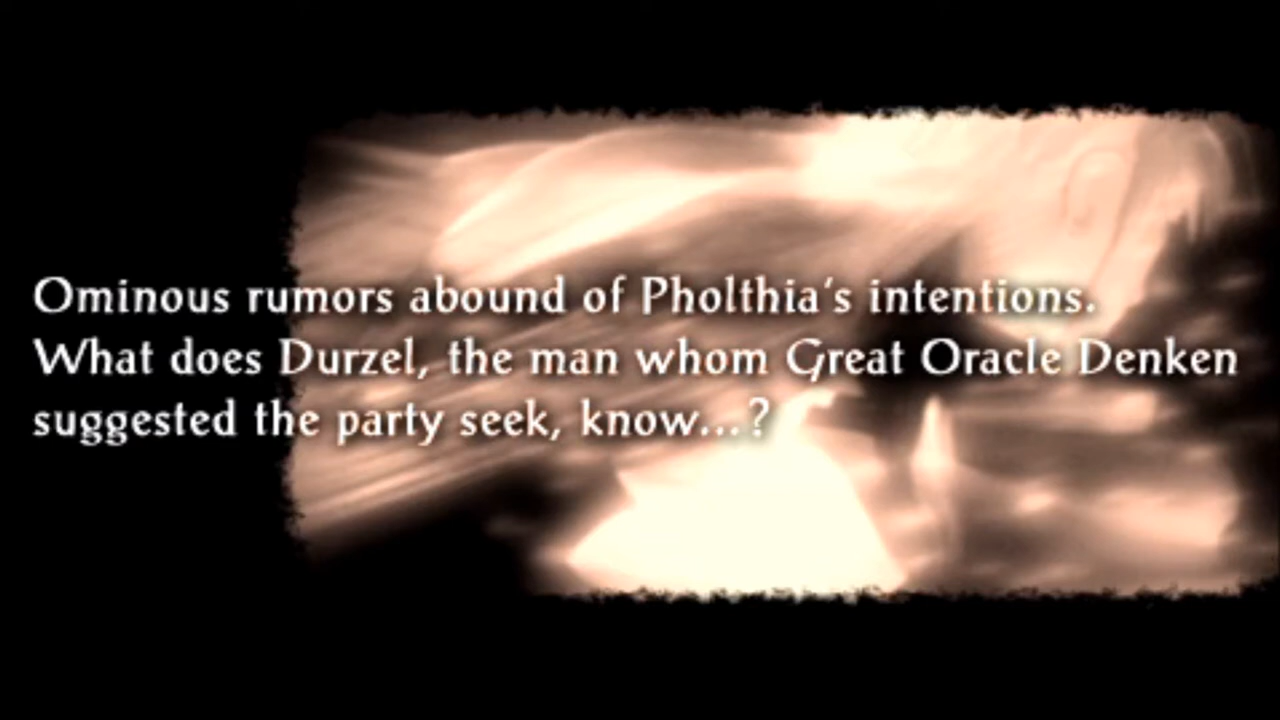 Ominous rumors abound of Pholthia's intentions.
What does Durzel, the man whom Great Oracle Denken
suggested the party seek, know...?